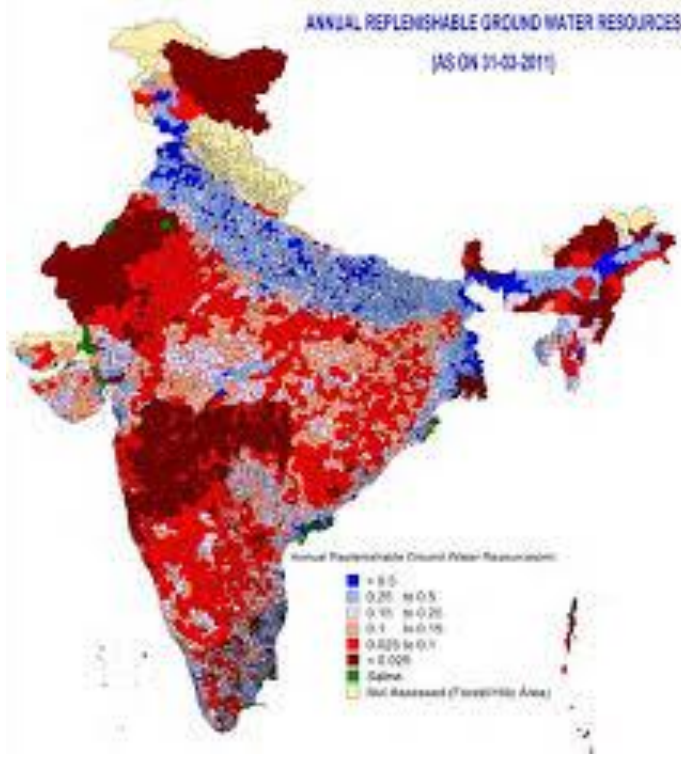 ANNUAL REPLENISHABLE GROUND WATER RESOURCES
(AS ON 31-03-2011)
Annual Replenishable Ground Water Resources
> 0.5
0.25 to 0.5
0.15 to 0.25
0.1 to 0.15
0.025 to 0.1
< 0.025
Saline
Not Assessed (Forest/Hilly Area)